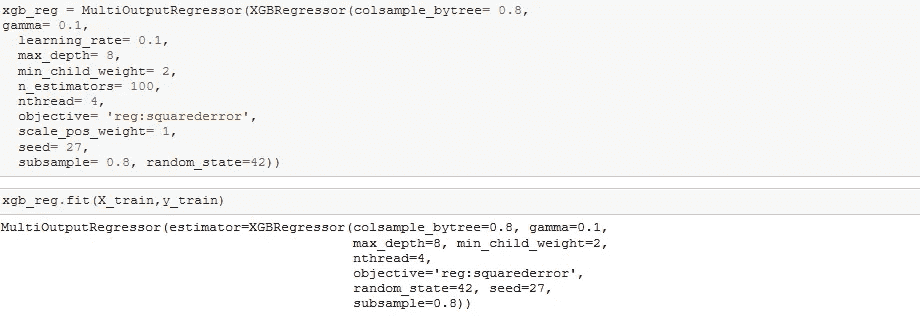 xgb_reg = MultiOutputRegressor(XGBRegressor(colsample_bytree= 0.8,
gamma= 0.1,
learning_rate= 0.1,
max_depth= 8,
min_child_weight= 2,
n_estimators= 100,
nthread= 4,
objective= 'reg:squarederror',
scale_pos_weight= 1,
seed= 27,
subsample= 0.8, random_state=42))
xgb_reg.fit(X_train,y_train)
MultiOutputRegressor(estimator=XGBRegressor(colsample_bytree=0.8, gamma=0.1,
max_depth=8, min_child_weight=2,
nthread=4,
objective='reg:squarederror',
random_state=42, seed=27,
subsample=0.8))